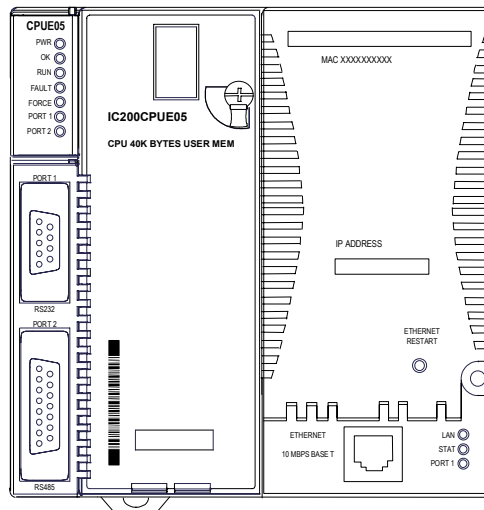 CPUE05
PWR
OK
RUN
FAULT
FORCE
PORT 1
PORT 2
IC200CPUE05
CPU 40K BYTES USER MEM
MAC XXXXXXXXXX
PORT 1
RS232
PORT 2
RS485
IP ADDRESS
ETHERNET
RESTART
ETHERNET
10 MBPS BASE T
LAN
STAT
PORT 1